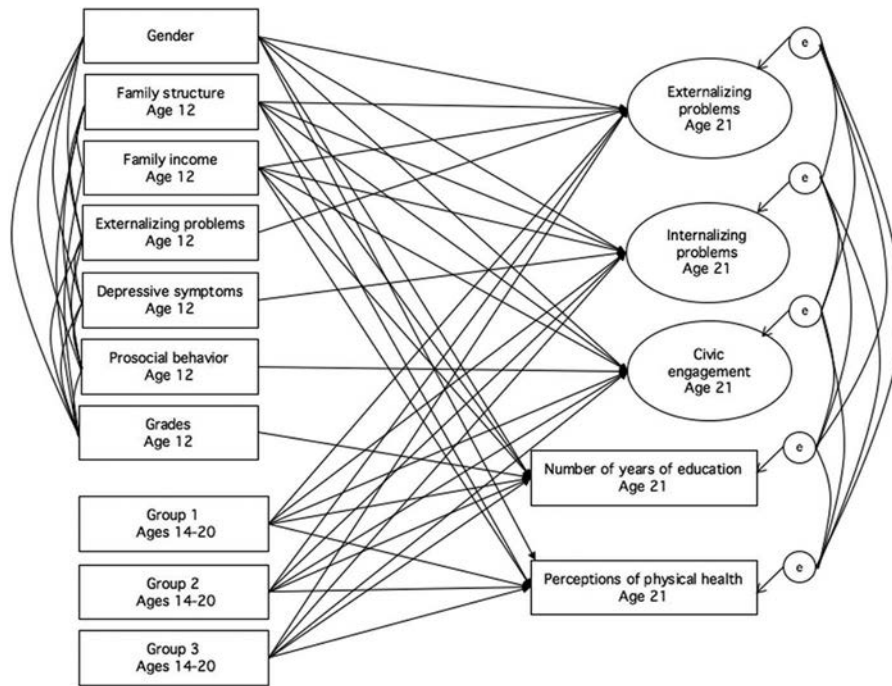 Gender
Family structure
Age 12
Family income
Age 12
Externalizing problems
Age 12
Depressive symptoms
Age 12
Prosocial behavior
Age 12
Grades
Age 12
Group 1
Ages 14-20
Group 2
Ages 14-20
Group 3
Ages 14-20
Externalizing
problems
Age 21
Internalizing
problems
Age 21
Civic
engagement
Age 21
Number of years of education
Age 21
Perceptions of physical health
Age 21
e
e
e
e
e